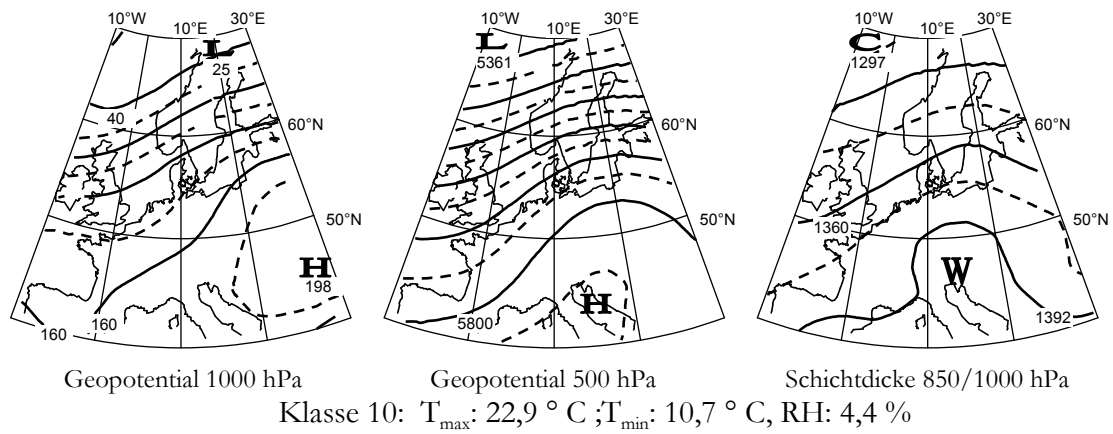 10°W 10°E 30°E
10°W 10°E 30°E
10°W 10°E 30°E
L
25
40
60°N
50°N
H
198
160
160
L
5361
60°N
50°N
H
5800
C
1297
60°N
50°N
1360
W
1392
Geopotential 1000 hPa
Geopotential 500 hPa
Schichtdicke 850/1000 hPa
Klasse 10: Tmax: 22,9 ° C ;Tmin: 10,7 ° C, RH: 4,4 %